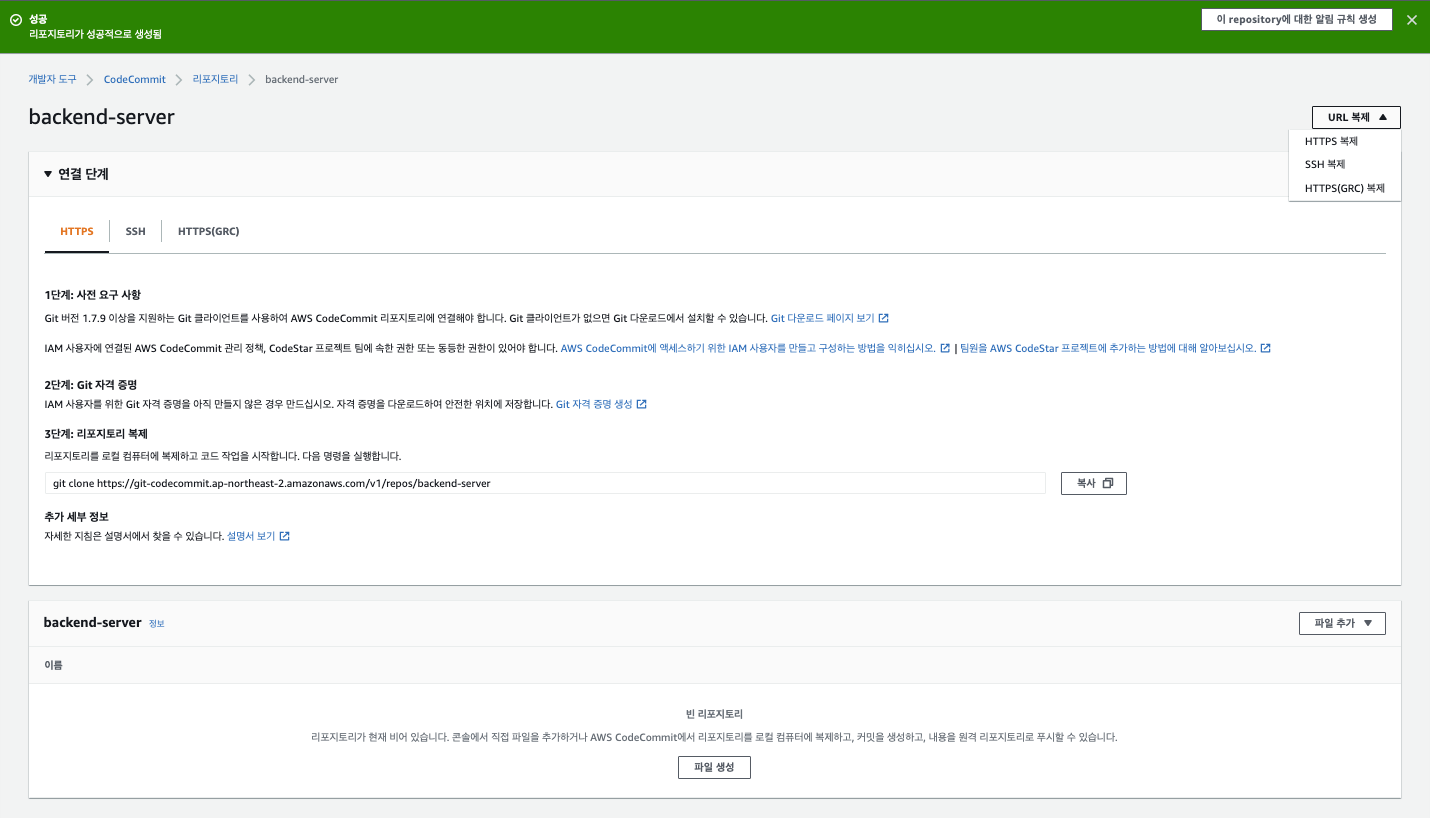 성공
이 repository에 대한 알림 규칙 생성
리포지토리가 성공적으로 생성됨
개발자 도구 CodeCommit 리포지토리 backend-server
backend-server
URL 복제
HTTPS 복제
SSH 복제
HTTPS(GRC) 복제
연결 단계
HTTPS SSH HTTPS(GRC)
1단계: 사전 요구 사항
Git 버전 1.7.9 이상을 지원하는 Git 클라이언트를 사용하여 AWS CodeCommit 리포지토리에 연결해야 합니다. Git 클라이언트가 없으면 Git 다운로드에서 설치할 수 있습니다. Git 다운로드 페이지 보기
IAM 사용자에 연결된 AWS CodeCommit 관리 정책, CodeStar 프로젝트 팀에 속한 권한 또는 동등한 권한이 있어야 합니다. AWS CodeCommit에 액세스하기 위한 IAM 사용자를 만들고 구성하는 방법을 익히십시오. | 팀원을 AWS CodeStar 프로젝트에 추가하는 방법에 대해 알아보십시오.
2단계: Git 자격 증명
IAM 사용자를 위한 Git 자격 증명을 아직 만들지 않은 경우 만드십시오. 자격 증명을 다운로드하여 안전한 위치에 저장합니다. Git 자격 증명 생성
3단계: 리포지토리 복제
리포지토리를 로컬 컴퓨터에 복제하고 코드 작업을 시작합니다. 다음 명령을 실행합니다.
git clone https://git-codecommit.ap-northeast-2.amazonaws.com/v1/repos/backend-server
복사
추가 세부 정보
자세한 지침은 설명서에서 찾을 수 있습니다. 설명서 보기
backend-server 정보
파일 추가
이름
빈 리포지토리
리포지토리가 현재 비어 있습니다. 콘솔에서 직접 파일을 추가하거나 AWS CodeCommit에서 리포지토리를 로컬 컴퓨터에 복제하고, 커밋을 생성하고, 내용을 원격 리포지토리로 푸시할 수 있습니다.
파일 생성